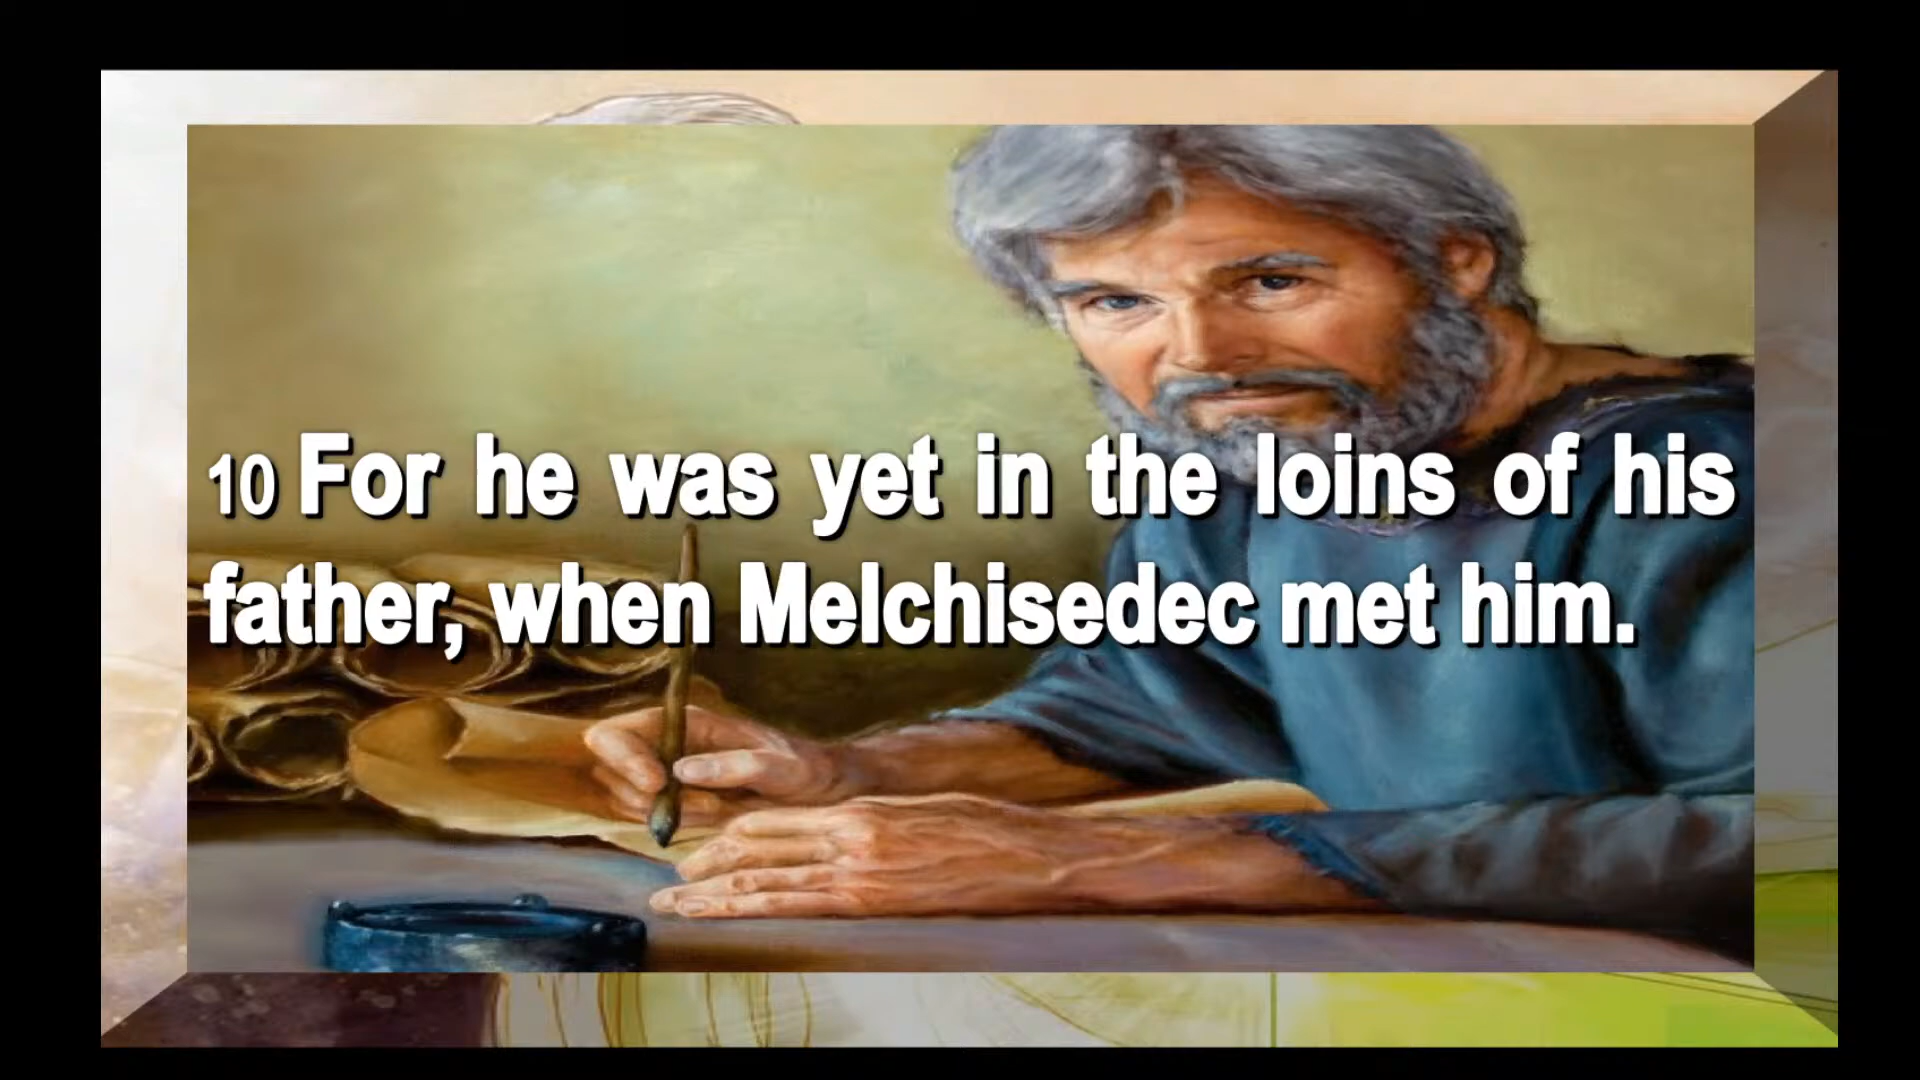 10 For he was yet in the loins of his
father, when Melchisedec met him.